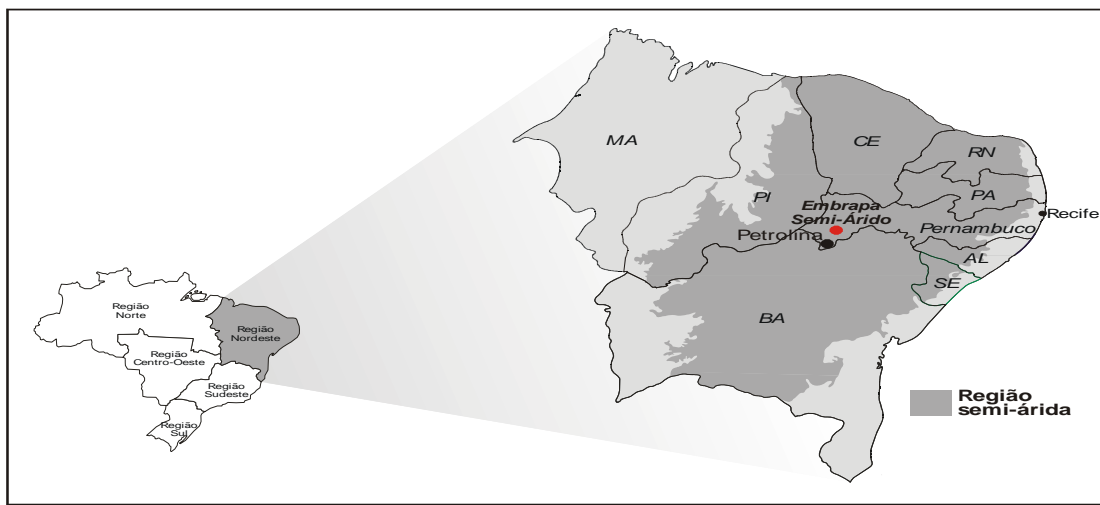 Região
Norte
Região
Nordeste
Região
Centro-Oeste
Região
Sudeste
Região
Sul
MA
CE
RN
PI
PA
Embrapa
Semi-Árido
Recife
Petrolina
Pernambuco
AL
SE
BA
Região
semi-árida